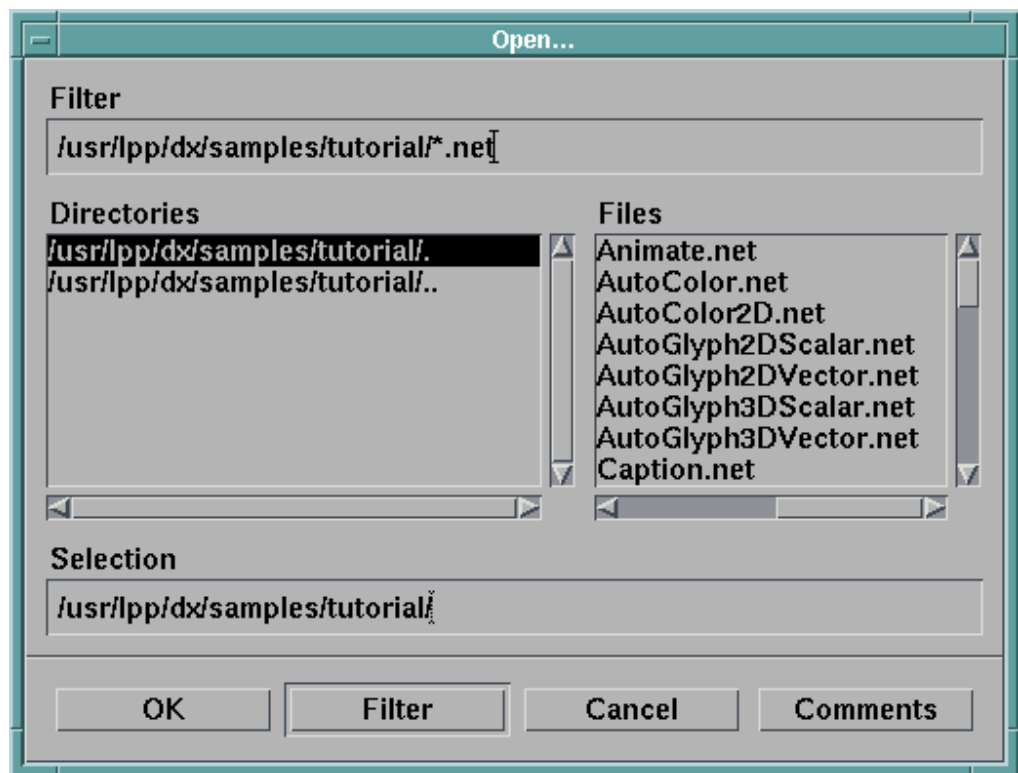 Open...
Filter
/usr/lpp/dx/samples/tutorial/*.net
Directories
/usr/lpp/dx/samples/tutorial/.
/usr/lpp/dx/samples/tutorial/..
Files
Animate.net
AutoColor.net
AutoColor2D.net
AutoGlyph2DScalar.net
AutoGlyph2DVector.net
AutoGlyph3DScalar.net
AutoGlyph3DVector.net
Caption.net
Selection
/usr/lpp/dx/samples/tutorial/
OK Filter Cancel Comments